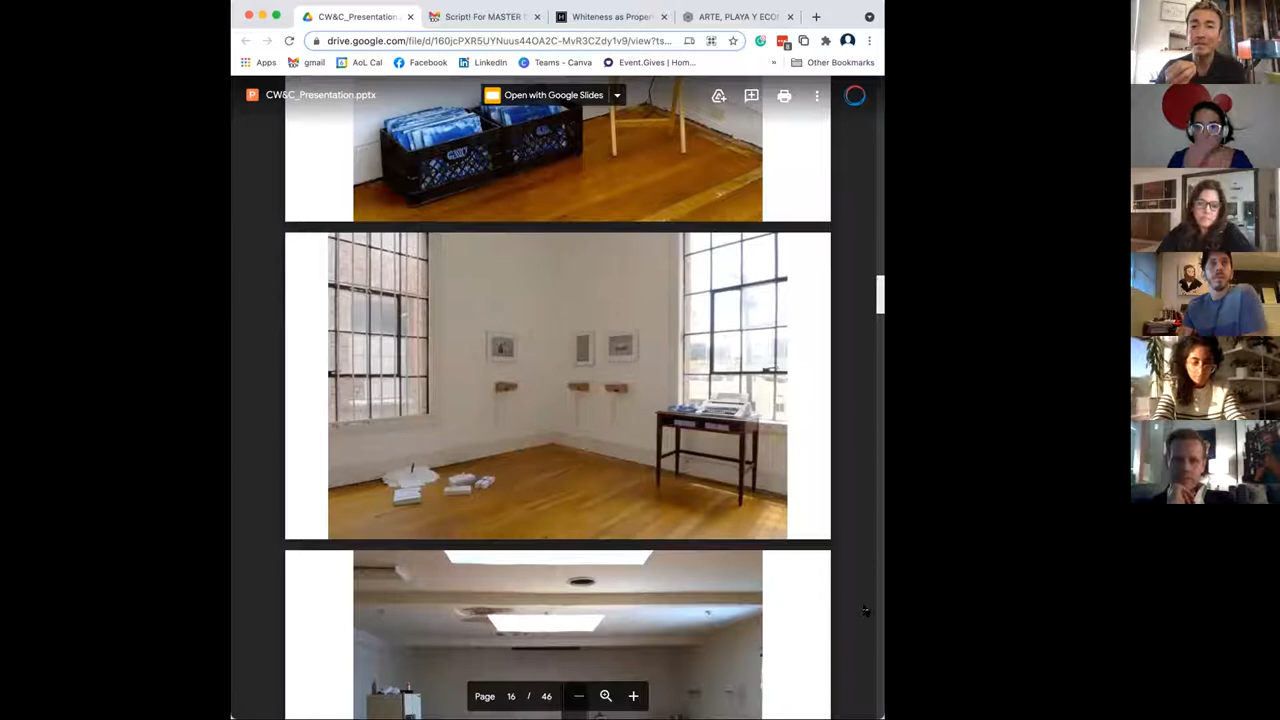 CW&C_Presentation.
Script! For MASTER
Whiteness as Proper
ARTE, PLAYA Y ECO
drive.google.com/file/d/160jcPXR5UYNuus44OA2C-MvR3CZdy1v9/view?ts...
8
Apps
gmail
AoL Cal
Facebook
LinkedIn
Teams - Canva
Event.Gives | Hom...
»
Other Bookmarks
P
CW&C_Presentation.pptx
Open with Google Slides
Page 16 / 46